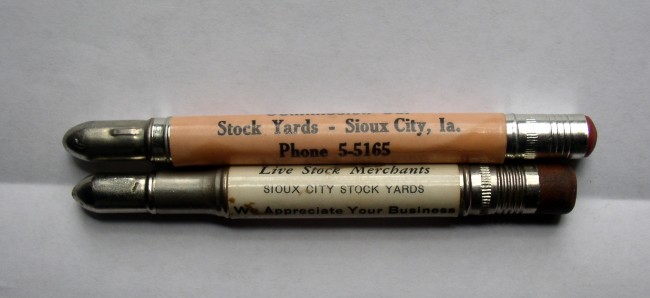 Stock Yards - Sioux City, Ia.
Phone 5-5165
Live Stock Merchants
SIOUX CITY STOCK YARDS
We Appreciate Your Business